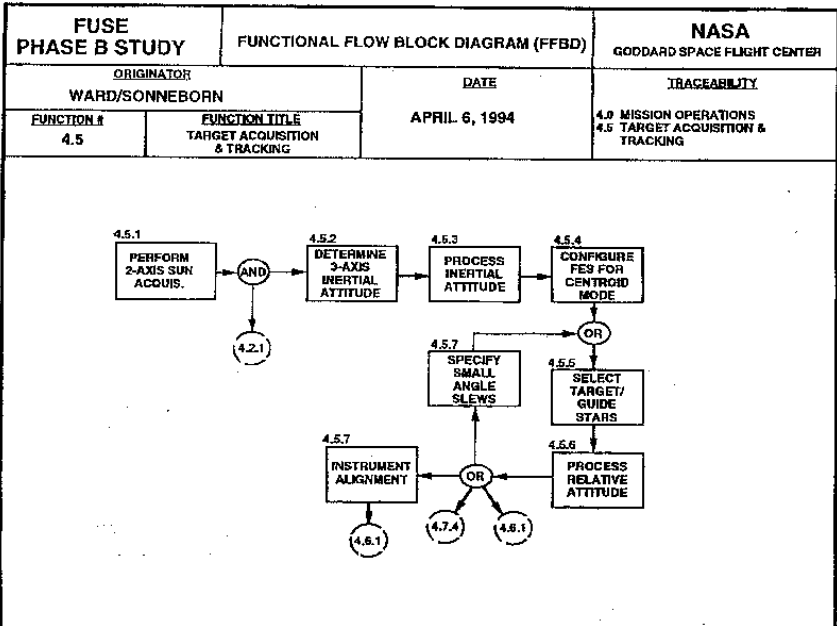 FUSE
PHASE B STUDY
FUNCTIONAL FLOW BLOCK DIAGRAM (FFBD)
NASA
GODDARD SPACE FLIGHT CENTER
ORIGINATOR
WARD/SONNEBORN
DATE
APRIL 6, 1994
TRACEABILITY
4.0 MISSION OPERATIONS
4.5 TARGET ACQUISITION &
TRACKING
FUNCTION #
4.5
FUNCTION TITLE
TARGET ACQUISITION
& TRACKING
4.5.1
PERFORM
2-AXIS SUN
ACQUIS.
AND
4.2.1
4.5.2
DETERMINE
3-AXIS
INERTIAL
ATTITUDE
4.5.3
PROCESS
INERTIAL
ATTITUDE
4.5.4
CONFIGURE
FES FOR
CENTROID
MODE
OR
4.5.5
SELECT
TARGET/
GUIDE
STARS
4.5.6
PROCESS
RELATIVE
ATTITUDE
OR
4.5.7
SPECIFY
SMALL
ANGLE
SLEWS
4.5.7
INSTRUMENT
ALIGNMENT
4.6.1
4.7.4
4.6.1